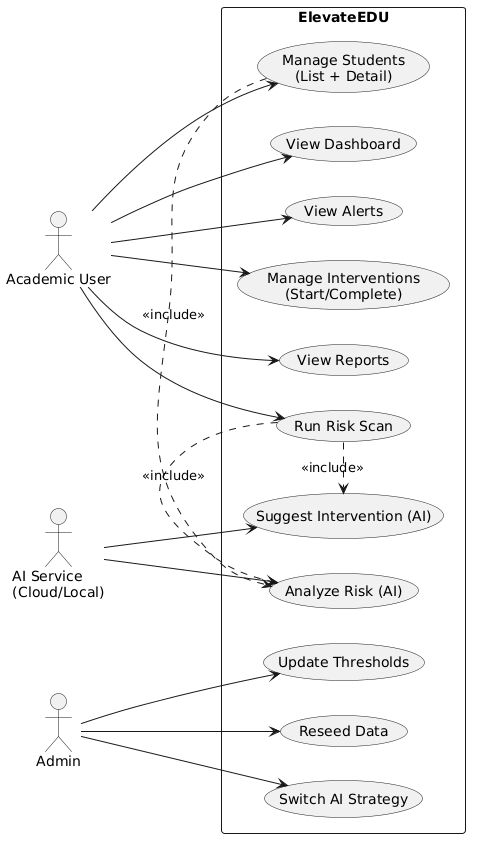 ElevateEDU
Manage Students
(List + Detail)
View Dashboard
View Alerts
Academic User
Manage Interventions
(Start/Complete)
«include»
View Reports
Run Risk Scan
«include»
«include»
Suggest Intervention (AI)
AI Service
(Cloud/Local)
Analyze Risk (AI)
Update Thresholds
Reseed Data
Admin
Switch AI Strategy